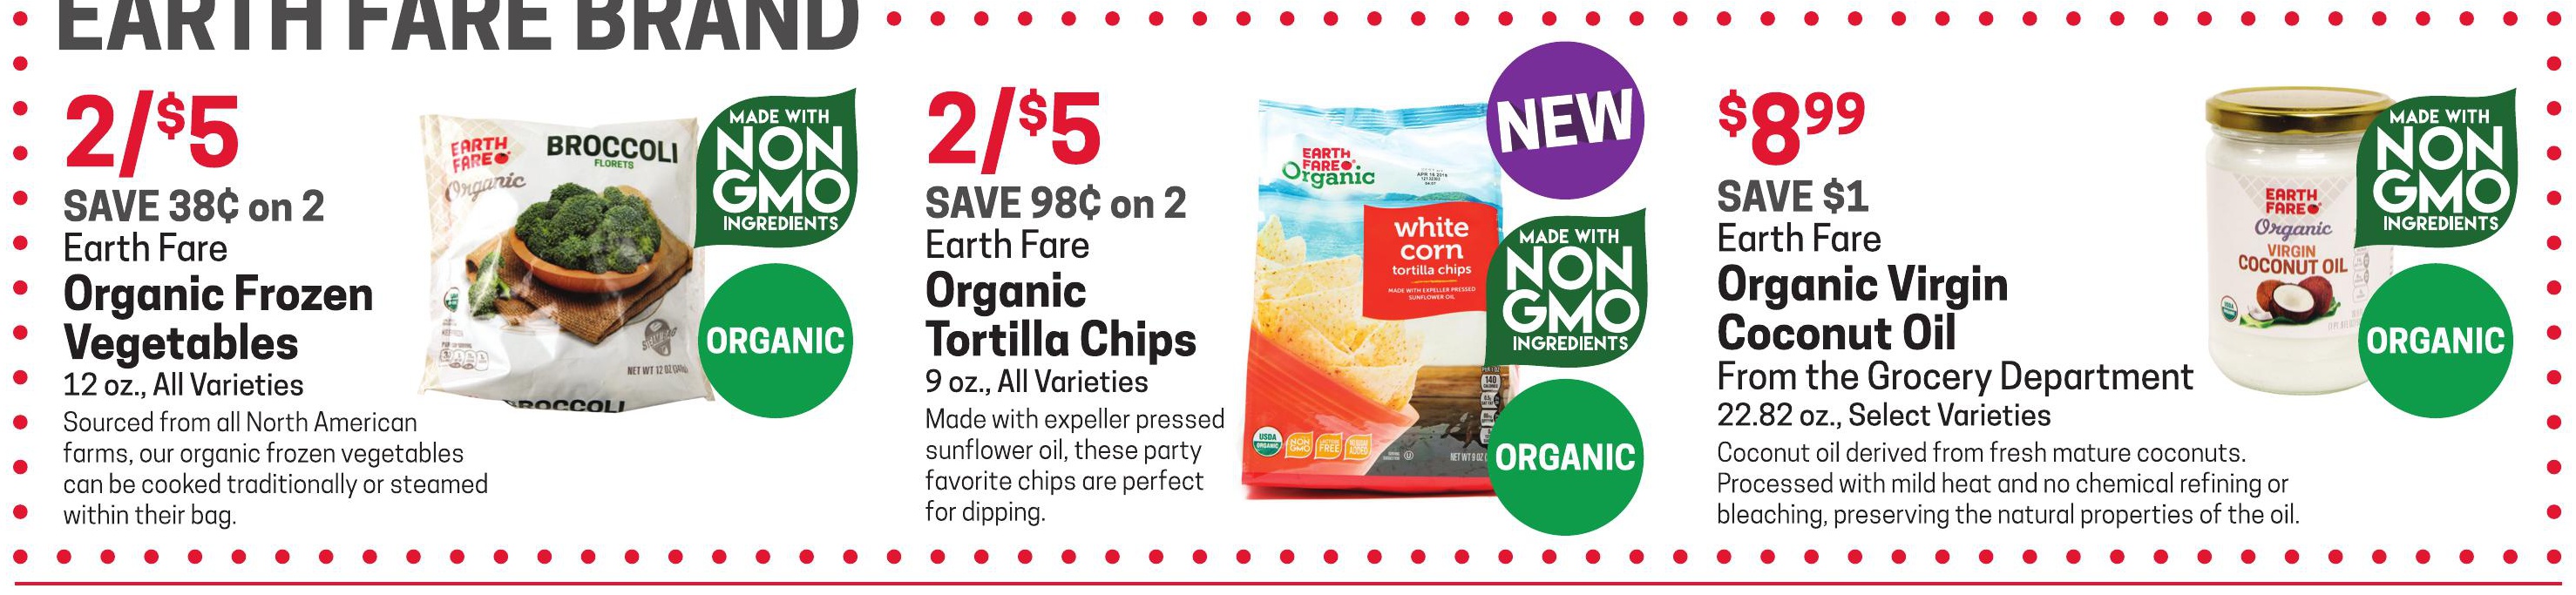 EARTH FARE BRAND
2/$5
SAVE 38¢ on 2
Earth Fare
Organic Frozen
Vegetables
12 oz., All Varieties
Sourced from all North American
farms, our organic frozen vegetables
can be cooked traditionally or steamed
within their bag.
EARTH
FARE
Organic
BROCCOLI
FLORETS
NET WT 12 OZ (340g)
BROCCOLI
MADE WITH
NON
GMO
INGREDIENTS
ORGANIC
2/$5
SAVE 98¢ on 2
Earth Fare
Organic
Tortilla Chips
9 oz., All Varieties
Made with expeller pressed
sunflower oil, these party
favorite chips are perfect
for dipping.
EARTH
FARE
Organic
white
corn
tortilla chips
MADE WITH EXPELLER PRESSED
SUNFLOWER OIL
USDA
ORGANIC
NON
GMO
LACTOSE
FREE
140
NET WT 9 OZ
NEW
MADE WITH
NON
GMO
INGREDIENTS
ORGANIC
$8.99
SAVE $1
Earth Fare
Organic Virgin
Coconut Oil
From the Grocery Department
22.82 oz., Select Varieties
Coconut oil derived from fresh mature coconuts.
Processed with mild heat and no chemical refining or
bleaching, preserving the natural properties of the oil.
EARTH
FARE
Organic
VIRGIN
COCONUT OIL
MADE WITH
NON
GMO
INGREDIENTS
ORGANIC